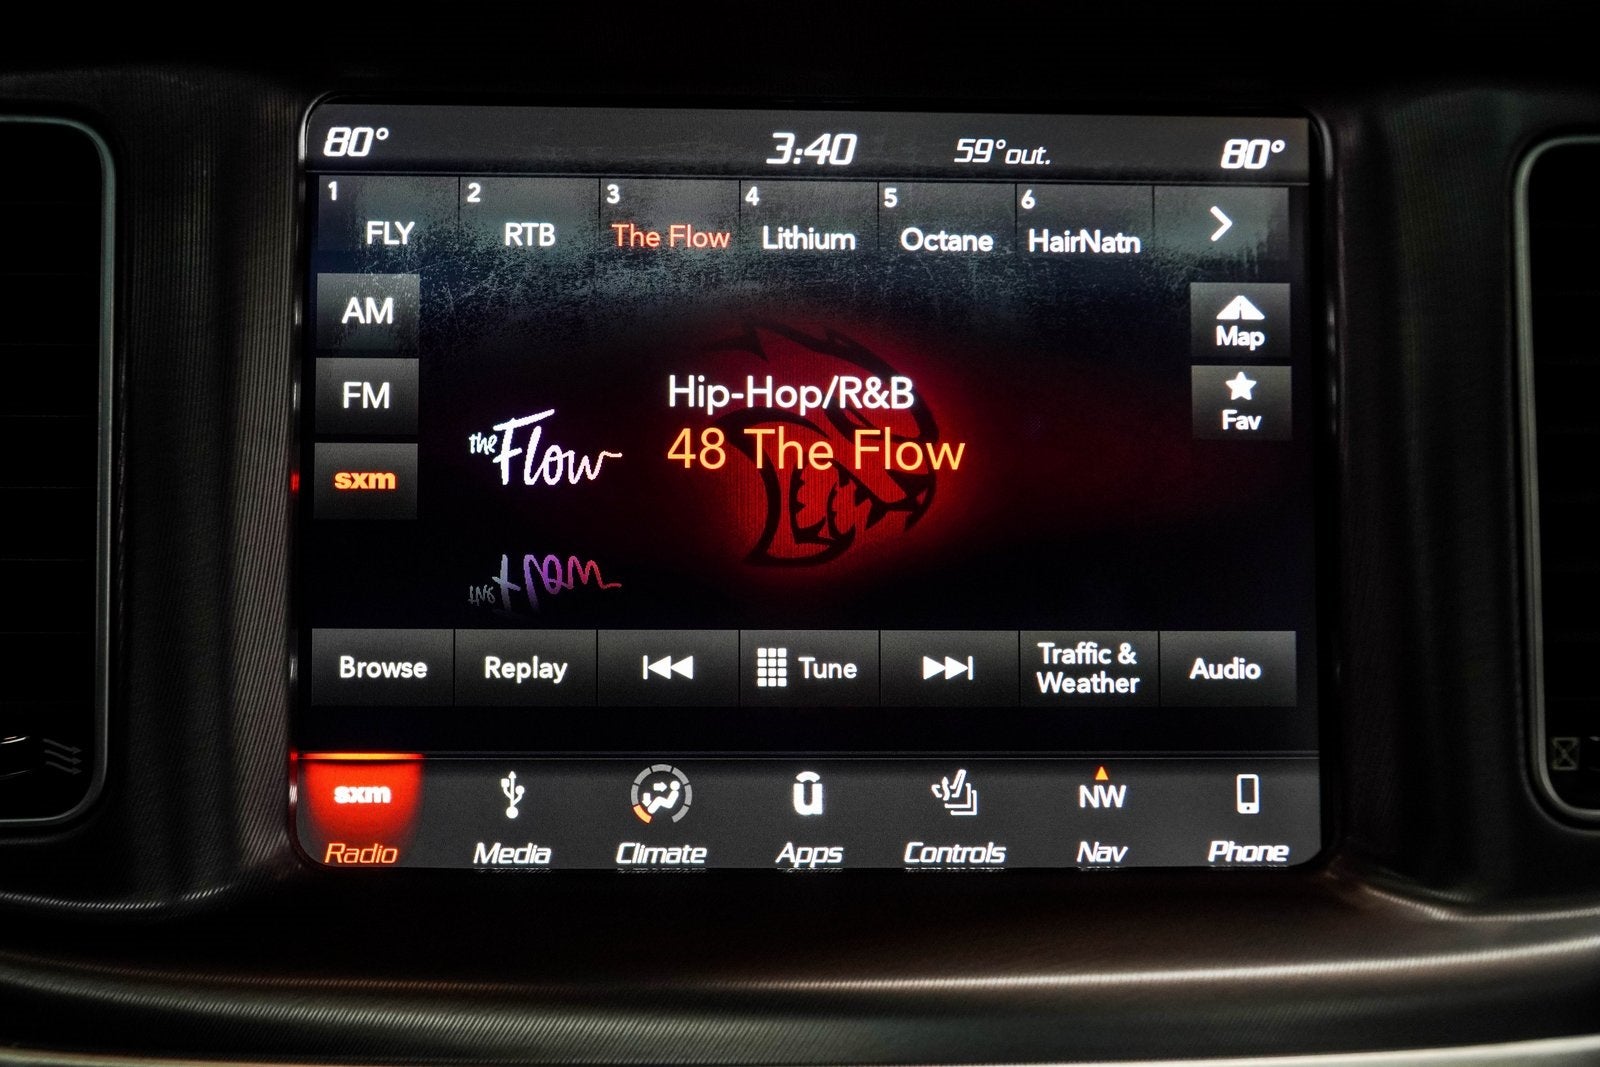 80° 3:40 59° out. 80°
1 2 3 4 5 6
FLY RTB The Flow Lithium Octane HairNatn
AM
FM
sxm
Map
Fav
the Flow
Hip-Hop/R&B
48 The Flow
Browse Replay Tune Traffic & Weather Audio
sxm NW
Radio Media Climate Apps Controls Nav Phone